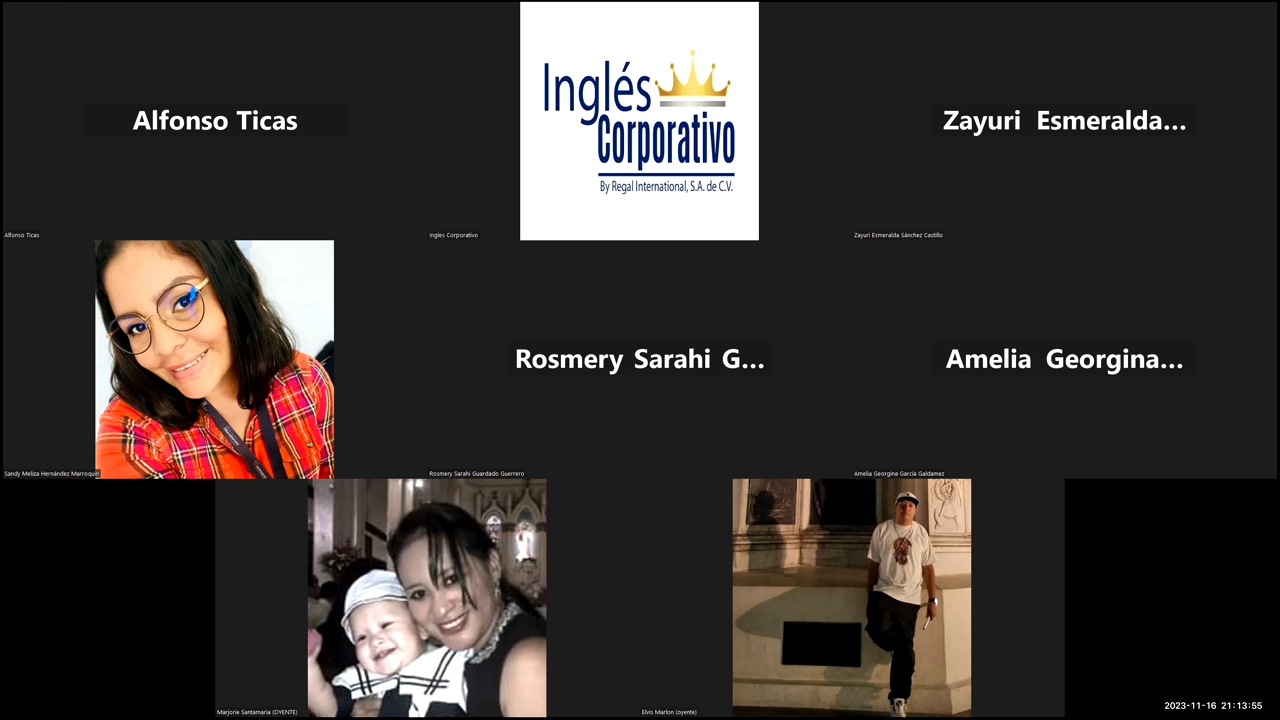 Alfonso Ticas
Inglés
Corporativo
By Regal International, S.A. de C.V.
Zayuri Esmeralda...
Alfonso Ticas
Ingles Corporativo
Zayuri Esmeralda Sánchez Castillo
Rosmery Sarahi G...
Amelia Georgina...
Sandy Meliza Hernández Marroquín
Rosmery Sarahi Guardado Guerrero
Amelia Georgina García Galdamez
Marjorie Santamaria (OYENTE)
Elvis Marlon (oyente)
2023-11-16 21:13:55